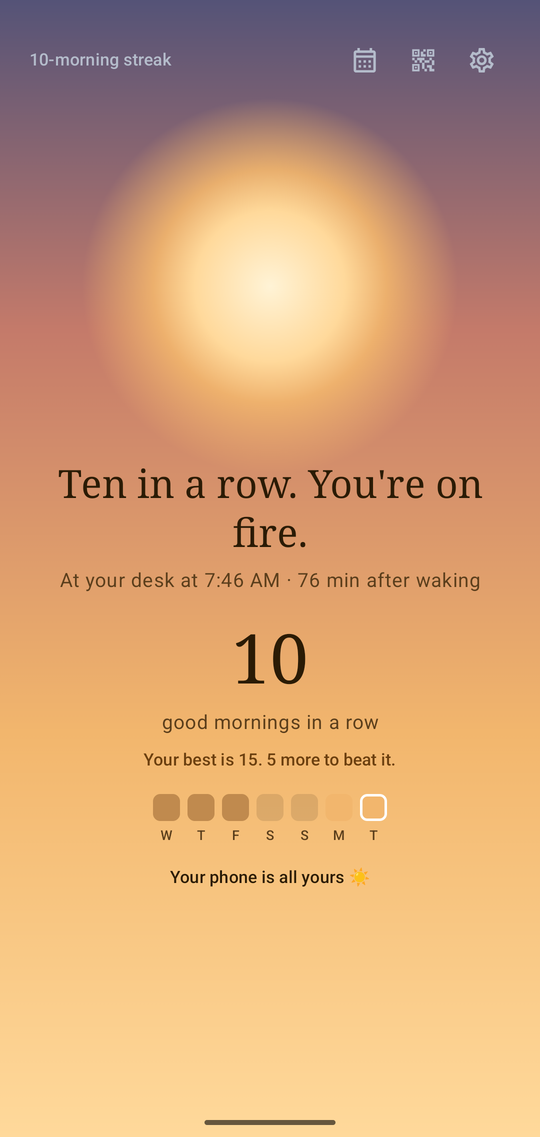 10-morning streak
Ten in a row. You're on
fire.
At your desk at 7:46 AM · 76 min after waking
10
good mornings in a row
Your best is 15. 5 more to beat it.
W T F S S M T
Your phone is all yours ☀️